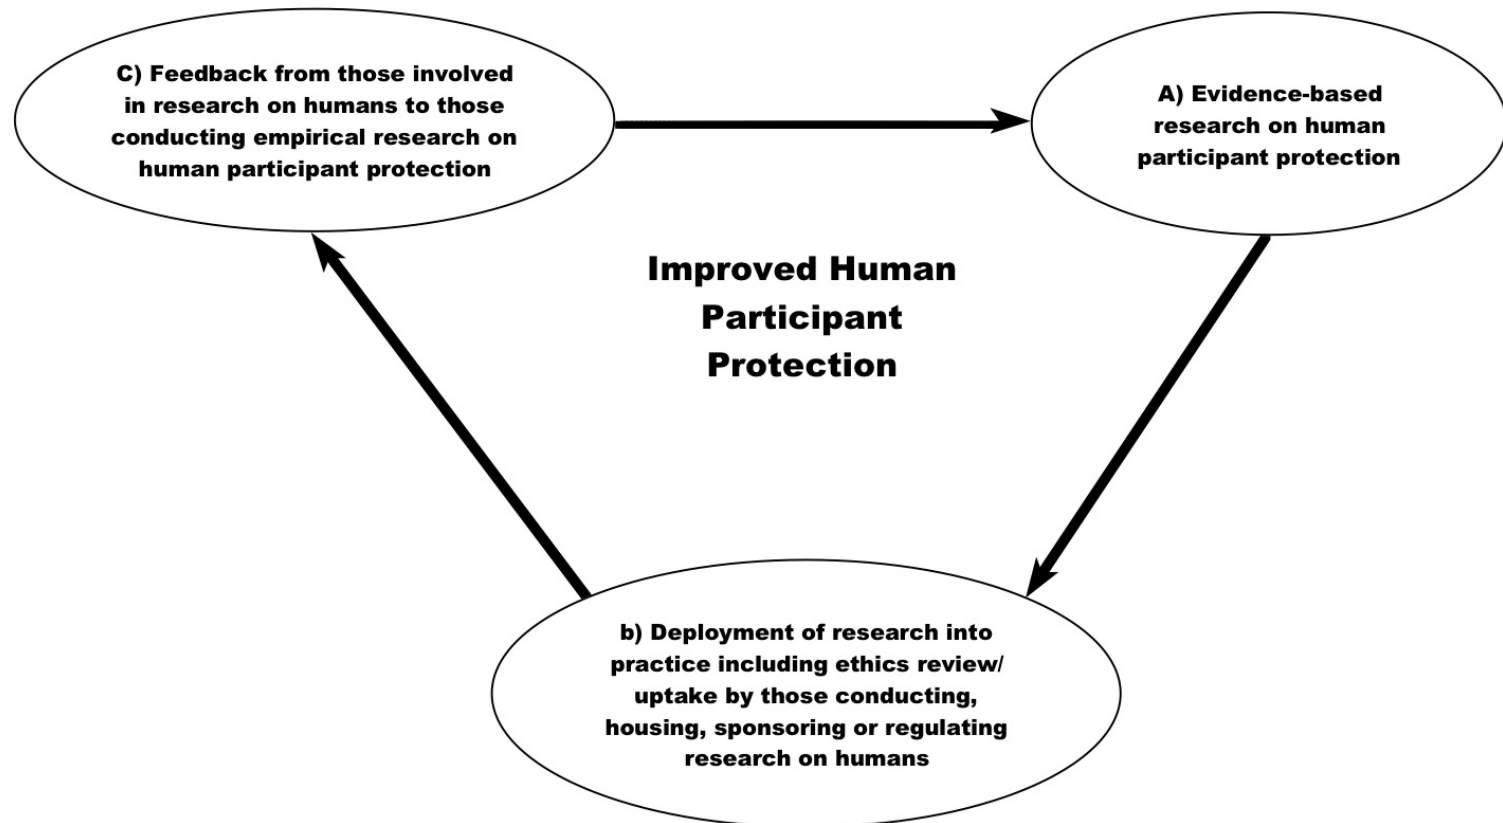 C) Feedback from those involved
in research on humans to those
conducting empirical research on
human participant protection
A) Evidence-based
research on human
participant protection
Improved Human
Participant
Protection
b) Deployment of research into
practice including ethics review/
uptake by those conducting,
housing, sponsoring or regulating
research on humans